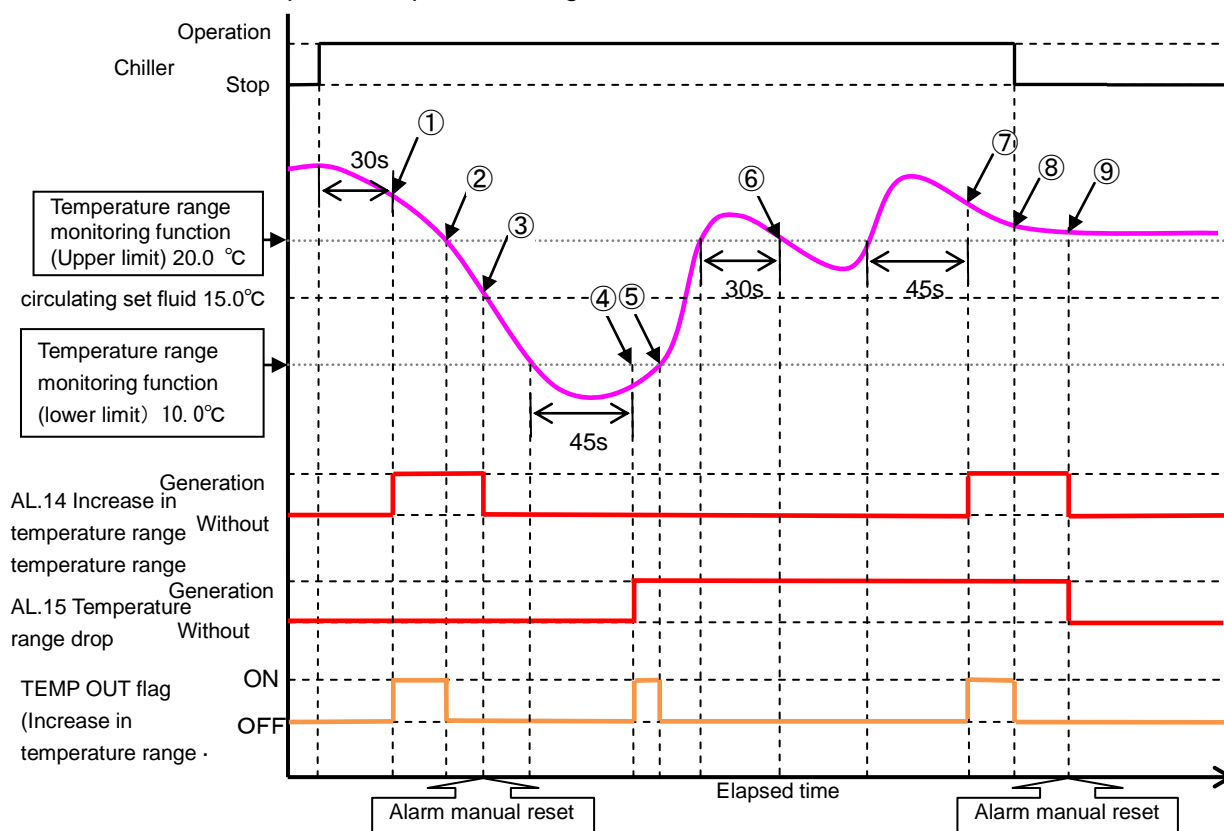 Operation
Chiller
Stop
①
30s
②
③
④⑤
⑥
⑦
⑧
⑨
Temperature range
monitoring function
(Upper limit) 20.0 ℃
30s
45s
circulating set fluid 15.0℃
Temperature range
monitoring function
(lower limit) 10. 0℃
45s
Generation
AL.14 Increase in
temperature range
Without
temperature range
Generation
AL.15 Temperature
range drop
Without
TEMP OUT flag
(Increase in
temperature range ･
ON
OFF
Elapsed time
Alarm manual reset
Alarm manual reset